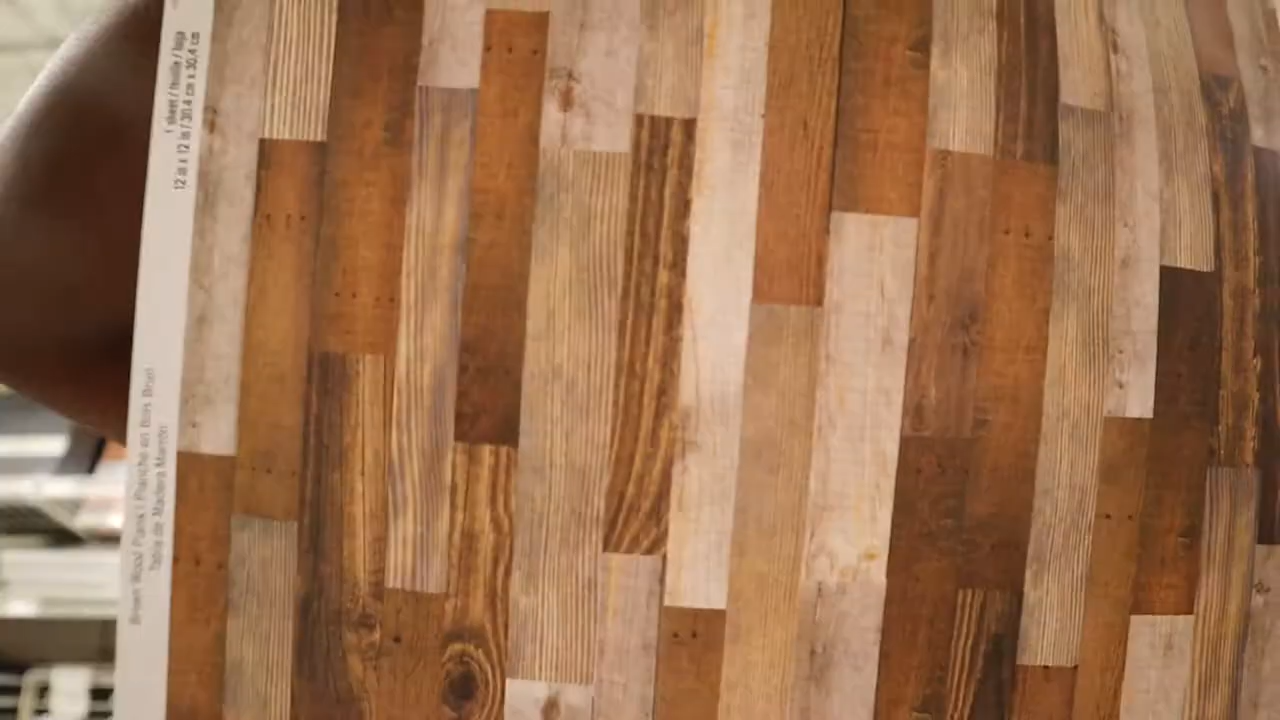 1 sheet / feuille / hoja
12 in x 12 in / 30.4 cm x 30.4 cm
Brown Wood Plank | Planche en Bois Brun
Tabla de Madera Marrón